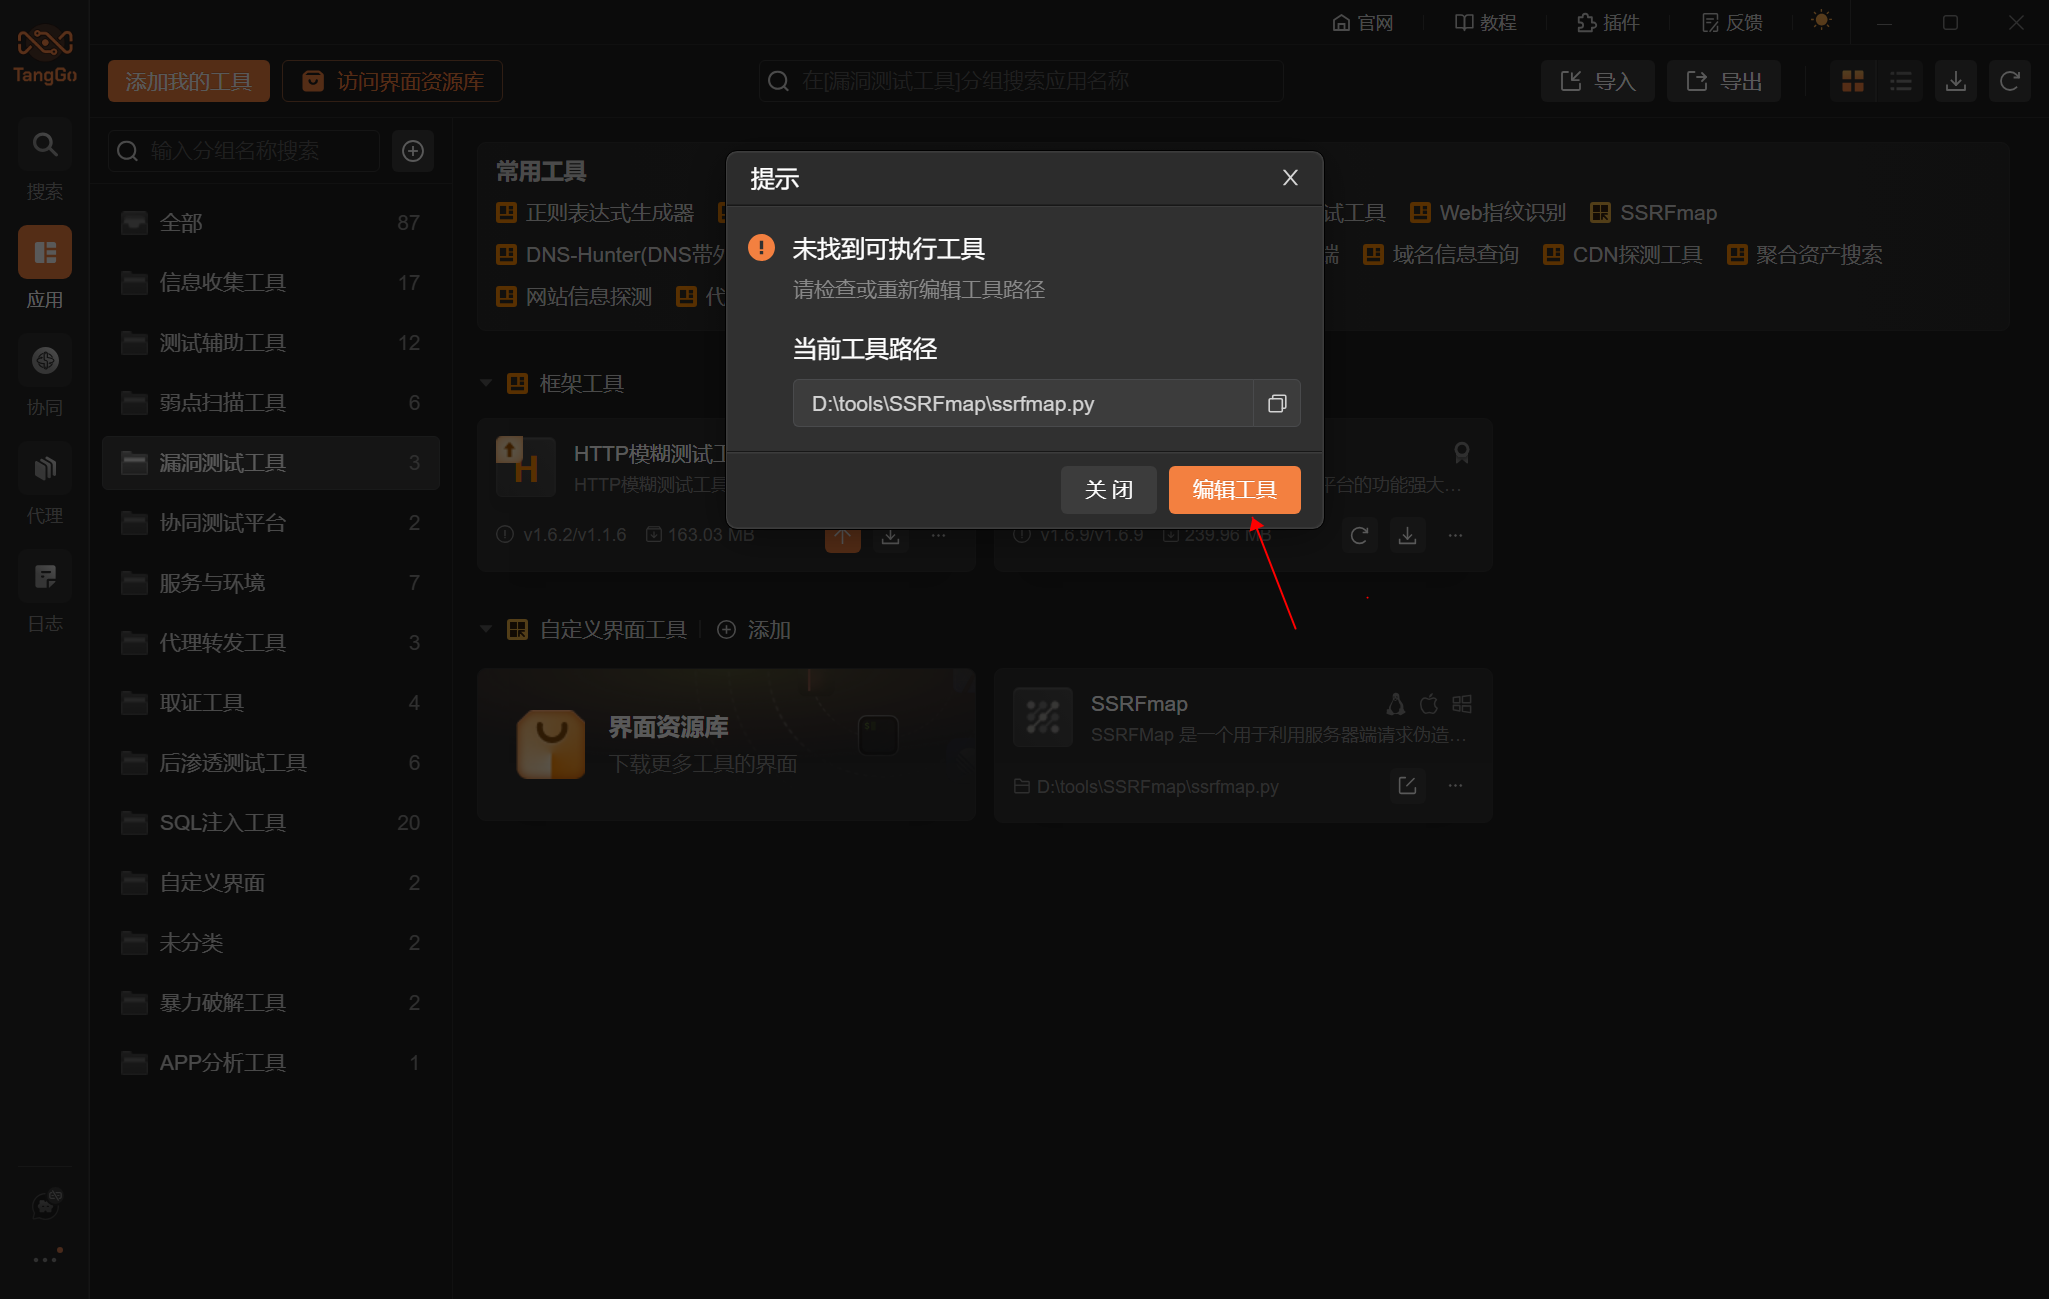 官网
教程
插件
反馈
TangGo
添加我的工具
访问界面资源库
在[漏洞测试工具]分组搜索应用名称
导入
导出
搜索
应用
协同
代理
日志
输入分组名称搜索
全部 87
信息收集工具 17
测试辅助工具 12
弱点扫描工具 6
漏洞测试工具 3
协同测试平台 2
服务与环境 7
代理转发工具 3
取证工具 4
后渗透测试工具 6
SQL注入工具 20
自定义界面 2
未分类 2
暴力破解工具 2
APP分析工具 1
常用工具
正则表达式生成器
试工具
Web指纹识别
SSRFmap
DNS-Hunter(DNS带外
端
域名信息查询
CDN探测工具
聚合资产搜索
网站信息探测
代
提示
未找到可执行工具
请检查或重新编辑工具路径
当前工具路径
D:\tools\SSRFmap\ssrfmap.py
关 闭
编辑工具
框架工具
H
HTTP模糊测试工
HTTP模糊测试工具
v1.6.2/v1.1.6
163.03 MB
平台的功能强大...
v1.6.9/v1.6.9
239.96 MB
自定义界面工具
添加
界面资源库
下载更多工具的界面
SSRFmap
SSRFMap 是一个用于利用服务器端请求伪造...
D:\tools\SSRFmap\ssrfmap.py